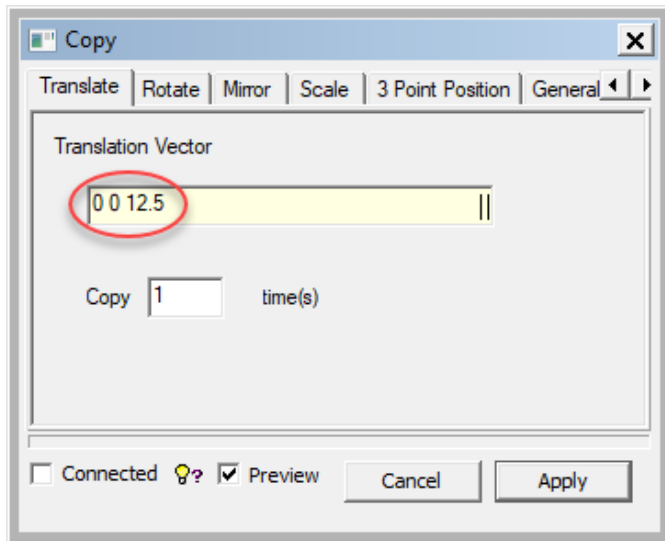 Copy
Translate Rotate Mirror Scale 3 Point Position General
Translation Vector
0 0 12.5
Copy 1 time(s)
Connected ? Preview Cancel Apply